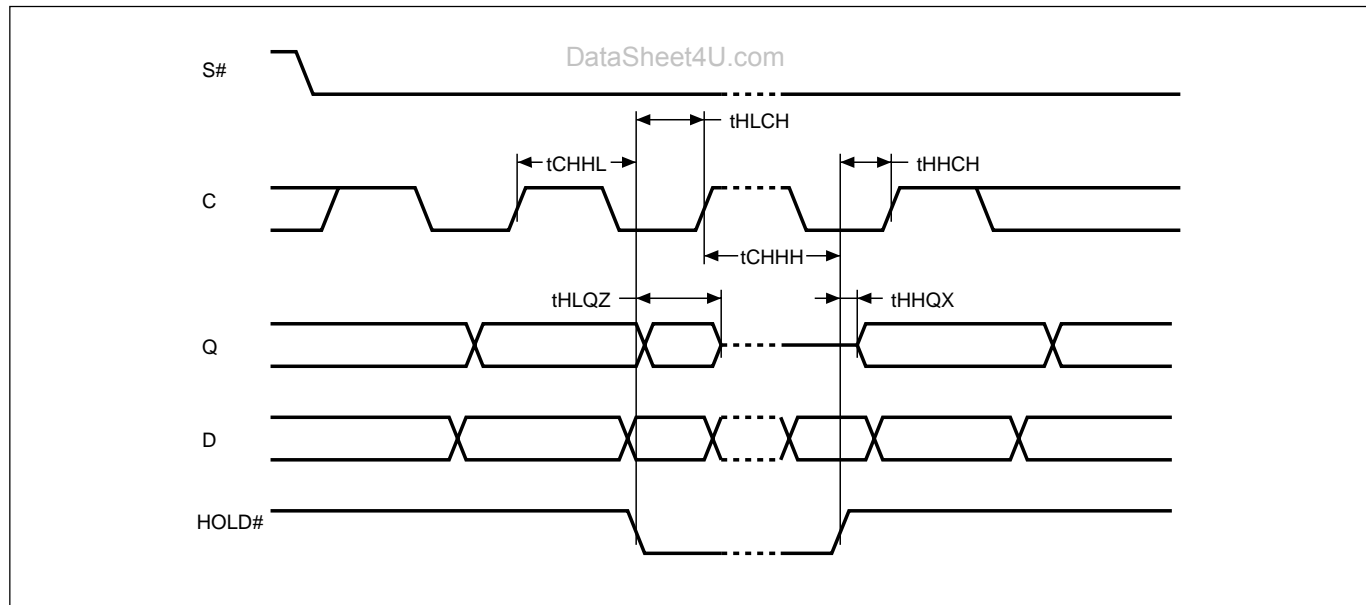 DataSheet4U.com
S#
tHLCH
tCHHL
tHHCH
C
tCHHH
tHLQZ
tHHQX
Q
D
HOLD#